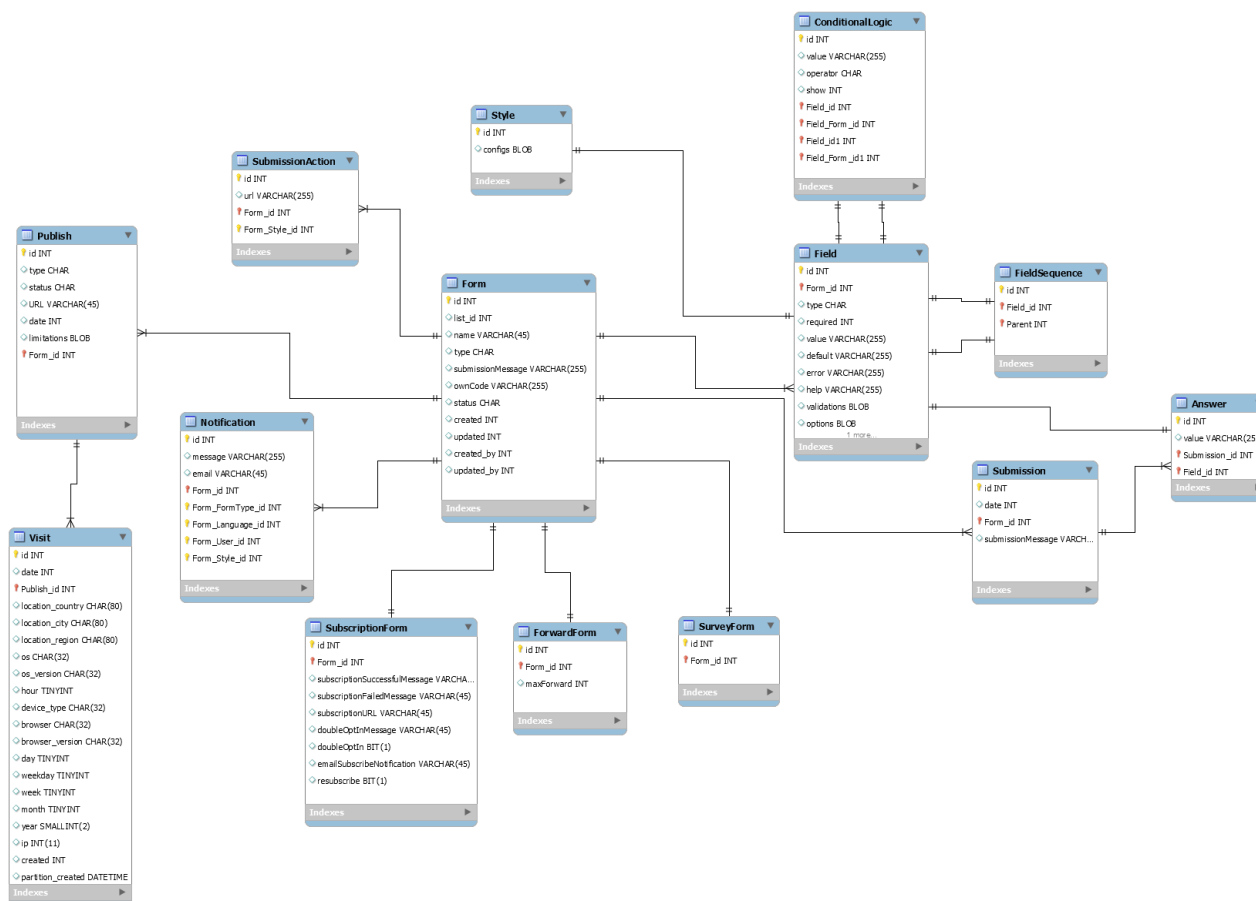 ConditionalLogic
id INT
value VARCHAR(255)
operator CHAR
show INT
Field_id INT
Field_Form_id INT
Field_id1 INT
Field_Form_id1 INT
Indexes
Style
id INT
configs BLOB
Indexes
SubmissionAction
id INT
url VARCHAR(255)
Form_id INT
Form_Style_id INT
Indexes
Publish
id INT
type CHAR
status CHAR
URL VARCHAR(45)
date INT
limitations BLOB
Form_id INT
Indexes
Form
id INT
list_id INT
name VARCHAR(45)
type CHAR
submissionMessage VARCHAR(255)
ownCode VARCHAR(255)
status CHAR
created INT
updated INT
created_by INT
updated_by INT
Indexes
Field
id INT
Form_id INT
type CHAR
required INT
value VARCHAR(255)
default VARCHAR(255)
error VARCHAR(255)
help VARCHAR(255)
validations BLOB
options BLOB
1 more...
Indexes
FieldSequence
id INT
Field_id INT
Parent INT
Indexes
Answer
id INT
value VARCHAR(25
Submission_id INT
Field_id INT
Indexes
Notification
id INT
message VARCHAR(255)
email VARCHAR(45)
Form_id INT
Form_FormType_id INT
Form_Language_id INT
Form_User_id INT
Form_Style_id INT
Indexes
Submission
id INT
date INT
Form_id INT
submissionMessage VARCH...
Indexes
Visit
id INT
date INT
Publish_id INT
location_country CHAR(80)
location_city CHAR(80)
location_region CHAR(80)
os CHAR(32)
os_version CHAR(32)
hour TINYINT
device_type CHAR(32)
browser CHAR(32)
browser_version CHAR(32)
day TINYINT
weekday TINYINT
week TINYINT
month TINYINT
year SMALLINT(2)
ip INT(11)
created INT
partition_created DATETIME
Indexes
SubscriptionForm
id INT
Form_id INT
subscriptionSuccessfulMessage VARCHA...
subscriptionFailedMessage VARCHAR(45)
subscriptionURL VARCHAR(45)
doubleOptInMessage VARCHAR(45)
doubleOptIn BIT(1)
emailSubscribeNotification VARCHAR(45)
resubscribe BIT(1)
Indexes
ForwardForm
id INT
Form_id INT
maxForward INT
Indexes
SurveyForm
id INT
Form_id INT
Indexes